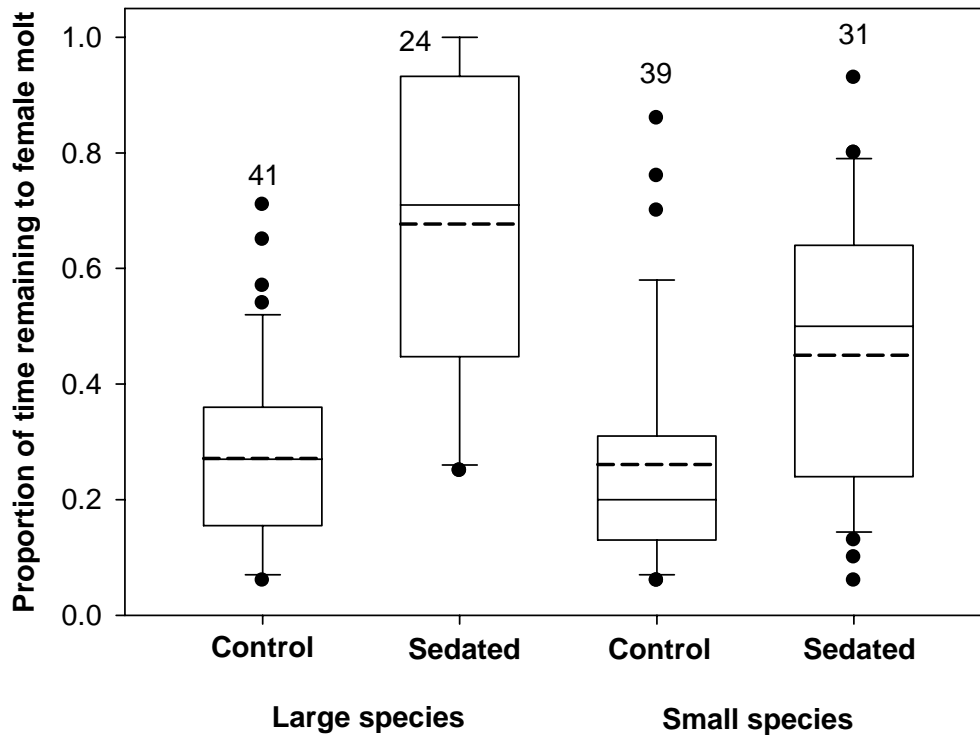 Proportion of time remaining to female molt
1.0
0.8
0.6
0.4
0.2
0.0
41
24
39
31
Control
Sedated
Control
Sedated
Large species
Small species